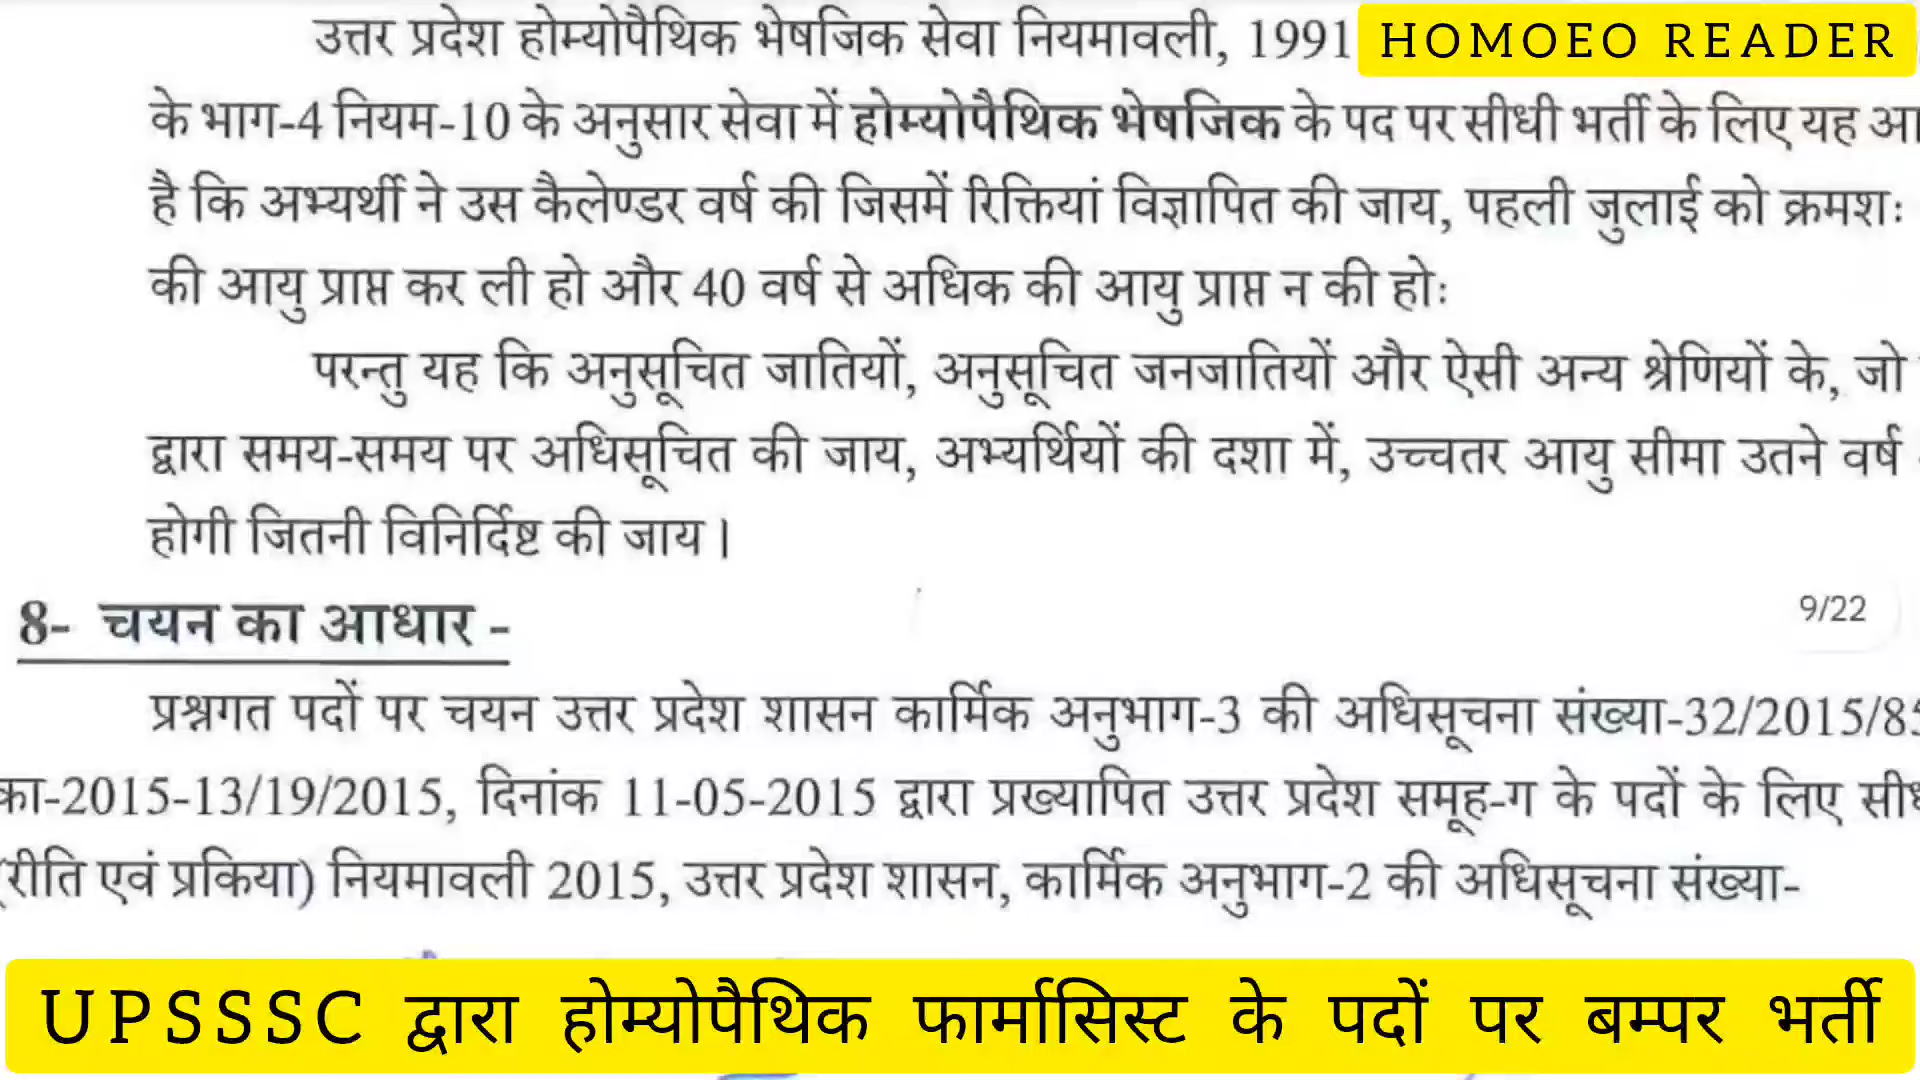 उत्तर प्रदेश होम्योपैथिक भेषजिक सेवा नियमावली, 1991
HOMOEO READER
के भाग-4 नियम-10 के अनुसार सेवा में होम्योपैथिक भेषजिक के पद पर सीधी भर्ती के लिए यह आ
है कि अभ्यर्थी ने उस कैलेण्डर वर्ष की जिसमें रिक्तियां विज्ञापित की जाय, पहली जुलाई को क्रमशः
की आयु प्राप्त कर ली हो और 40 वर्ष से अधिक की आयु प्राप्त न की होः
परन्तु यह कि अनुसूचित जातियों, अनुसूचित जनजातियों और ऐसी अन्य श्रेणियों के, जो
द्वारा समय-समय पर अधिसूचित की जाय, अभ्यर्थियों की दशा में, उच्चतर आयु सीमा उतने वर्ष
होगी जितनी विनिर्दिष्ट की जाय।
8- चयन का आधार -
9/22
प्रश्नगत पदों पर चयन उत्तर प्रदेश शासन कार्मिक अनुभाग-3 की अधिसूचना संख्या-32/2015/85
का-2015-13/19/2015, दिनांक 11-05-2015 द्वारा प्रख्यापित उत्तर प्रदेश समूह-ग के पदों के लिए सीध
(रीति एवं प्रकिया) नियमावली 2015, उत्तर प्रदेश शासन, कार्मिक अनुभाग-2 की अधिसूचना संख्या-
UPSSSC द्वारा होम्योपैथिक फार्मासिस्ट के पदों पर बम्पर भर्ती